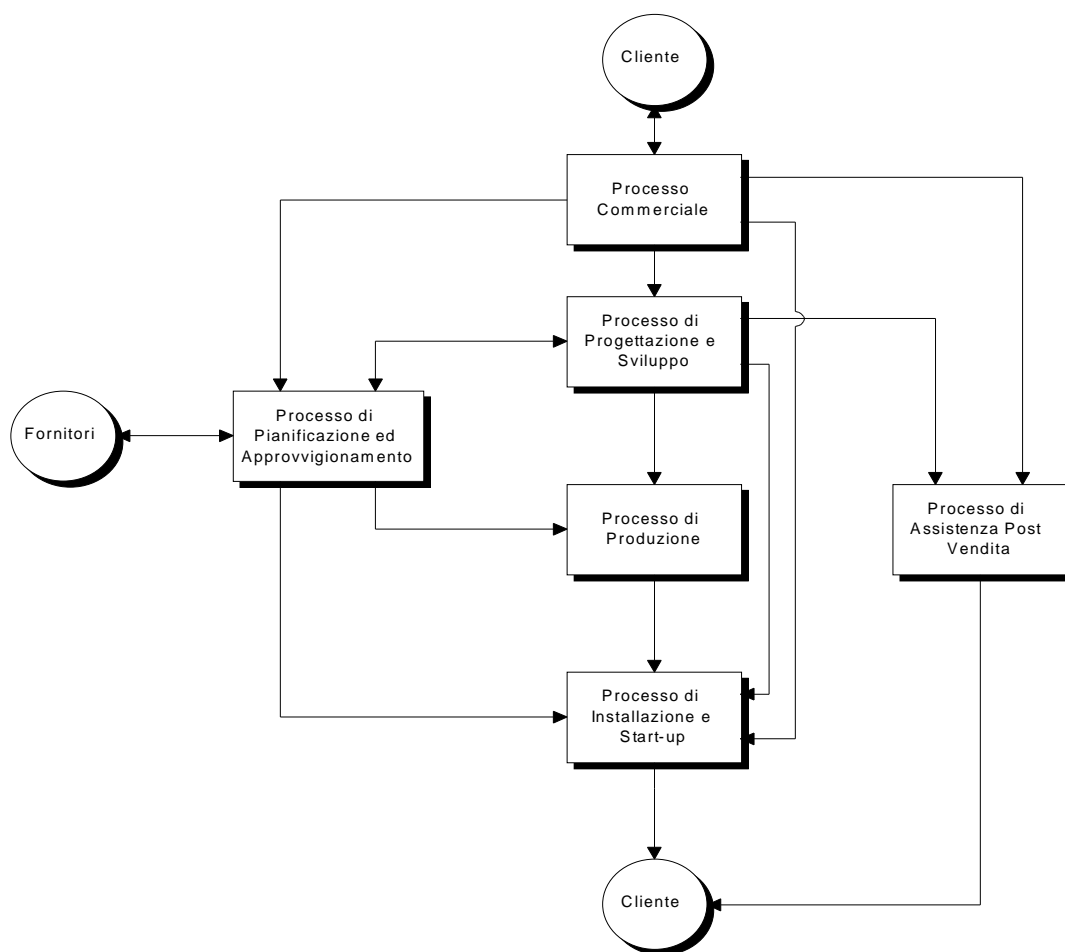 Cliente
Processo
Commerciale
Processo di
Progettazione e
Sviluppo
Fornitori
Processo di
Pianificazione ed
Approvvigionamento
Processo di
Produzione
Processo di
Assistenza Post
Vendita
Processo di
Installazione e
Start-up
Cliente